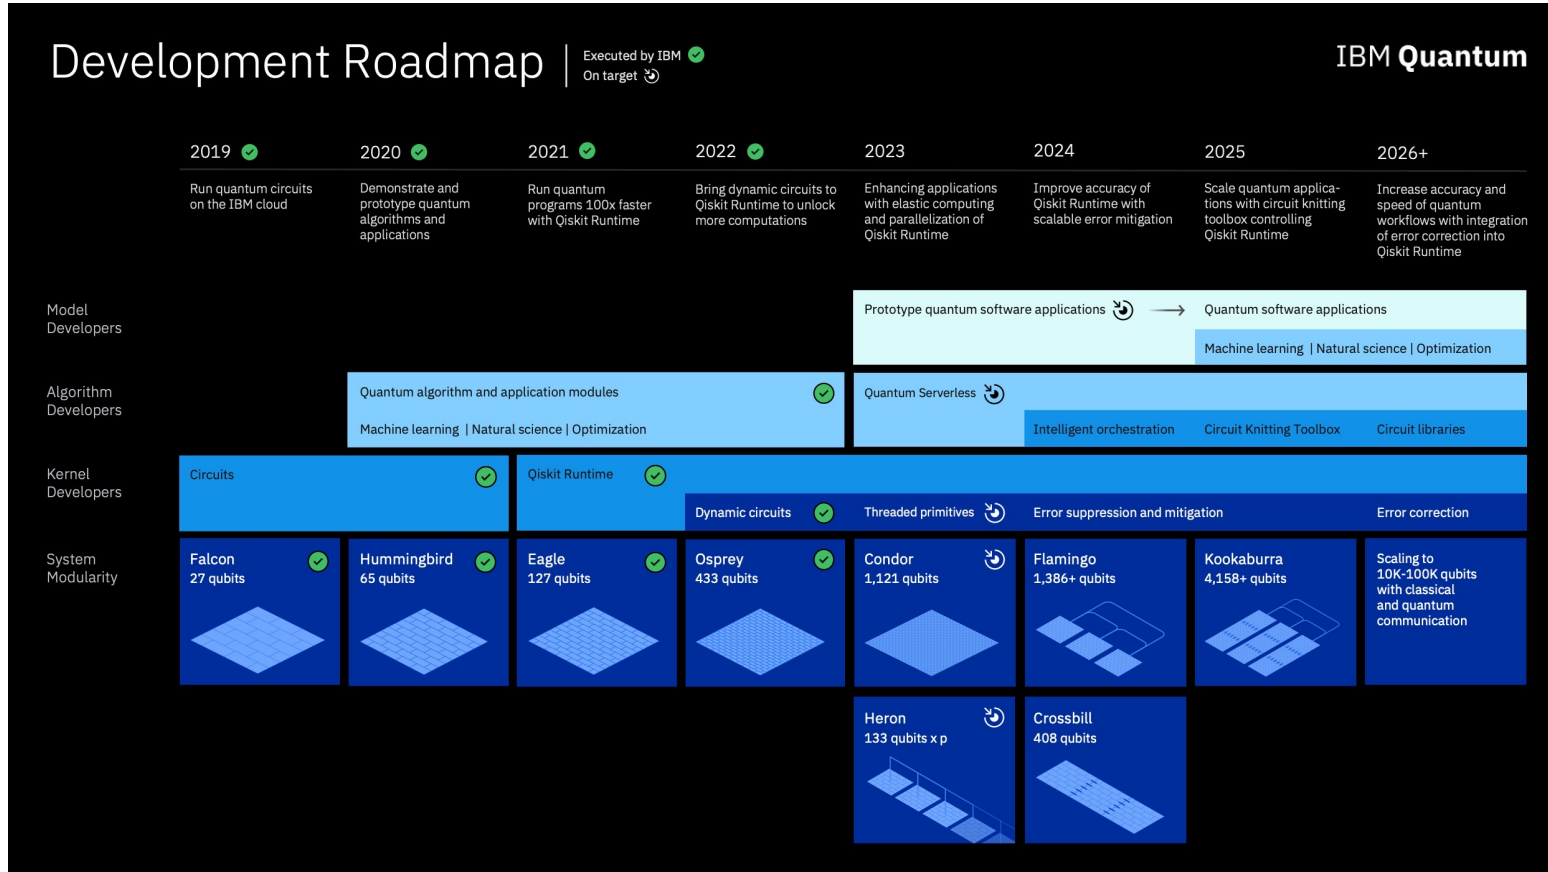 Development Roadmap
Executed by IBM
On target
IBM Quantum
2019
Run quantum circuits
on the IBM cloud
2020
Demonstrate and
prototype quantum
algorithms and
applications
2021
Run quantum
programs 100x faster
with Qiskit Runtime
2022
Bring dynamic circuits to
Qiskit Runtime to unlock
more computations
2023
Enhancing applications
with elastic computing
and parallelization of
Qiskit Runtime
2024
Improve accuracy of
Qiskit Runtime with
scalable error mitigation
2025
Scale quantum applica-
tions with circuit knitting
toolbox controlling
Qiskit Runtime
2026+
Increase accuracy and
speed of quantum
workflows with integration
of error correction into
Qiskit Runtime
Model
Developers
Prototype quantum software applications
Quantum software applications
Machine learning | Natural science | Optimization
Algorithm
Developers
Quantum algorithm and application modules
Machine learning | Natural science | Optimization
Quantum Serverless
Intelligent orchestration
Circuit Knitting Toolbox
Circuit libraries
Kernel
Developers
Circuits
Qiskit Runtime
Dynamic circuits
Threaded primitives
Error suppression and mitigation
Error correction
System
Modularity
Falcon
27 qubits
Hummingbird
65 qubits
Eagle
127 qubits
Osprey
433 qubits
Condor
1,121 qubits
Flamingo
1,386+ qubits
Kookaburra
4,158+ qubits
Scaling to
10K-100K qubits
with classical
and quantum
communication
Heron
133 qubits x p
Crossbill
408 qubits